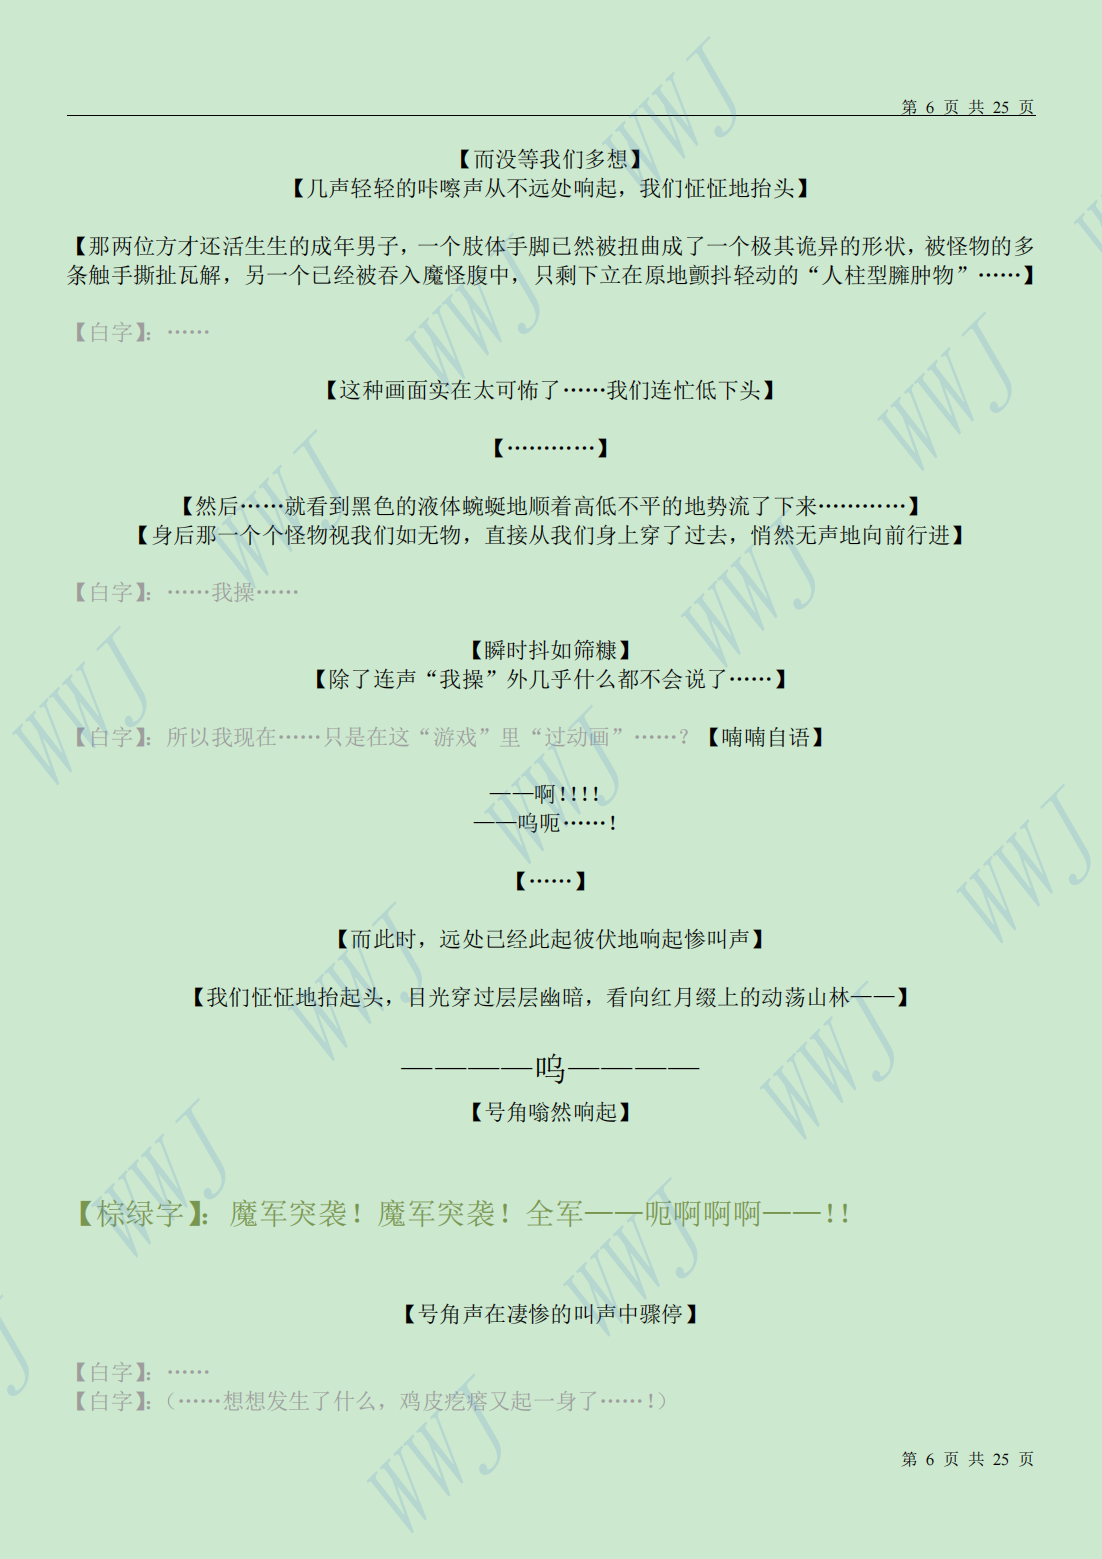 第 6 页 共 25 页
【而没等我们多想】
【几声轻轻的咔嚓声从不远处响起，我们怔怔地抬头】
【那两位方才还活生生的成年男子，一个肢体手脚已然被扭曲成了一个极其诡异的形状，被怪物的多
条触手撕扯瓦解，另一个已经被吞入魔怪腹中，只剩下立在原地颤抖轻动的“人柱型臃肿物”……】
【白字】：……
【这种画面实在太可怖了……我们连忙低下头】
【…………】
【然后……就看到黑色的液体蜿蜒地顺着高低不平的地势流了下来…………】
【身后那一个个怪物视我们如无物，直接从我们身上穿了过去，悄然无声地向前行进】
【白字】：……我操……
【瞬时抖如筛糠】
【除了连声“我操”外几乎什么都不会说了……】
【白字】：所以我现在……只是在这“游戏”里“过动画”……？【喃喃自语】
——啊!!!!
——呜呃……!
【……】
【而此时，远处已经此起彼伏地响起惨叫声】
【我们怔怔地抬起头，目光穿过层层幽暗，看向红月缀上的动荡山林——】
————呜————
【号角嗡然响起】
【棕绿字】：魔军突袭！魔军突袭！全军——呃啊啊啊——!!
【号角声在凄惨的叫声中骤停】
【白字】：……
【白字】：（……想想发生了什么，鸡皮疙瘩又起一身了……!）
第 6 页 共 25 页
WWJ
WWJ
WWJ
WWJ
WWJ
WWJ
WWJ
WWJ
WWJ
WWJ
WWJ
WWJ
WWJ